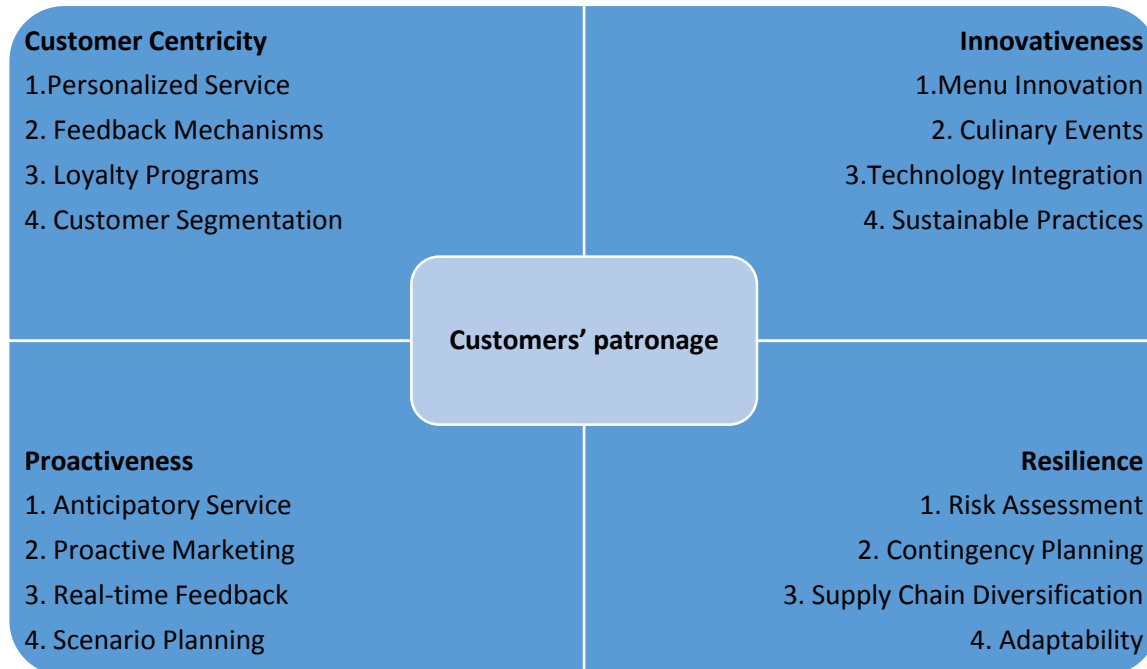 Customer Centricity
1.Personalized Service
2. Feedback Mechanisms
3. Loyalty Programs
4. Customer Segmentation
Innovativeness
1.Menu Innovation
2. Culinary Events
3.Technology Integration
4. Sustainable Practices
Customers’ patronage
Proactiveness
1. Anticipatory Service
2. Proactive Marketing
3. Real-time Feedback
4. Scenario Planning
Resilience
1. Risk Assessment
2. Contingency Planning
3. Supply Chain Diversification
4. Adaptability